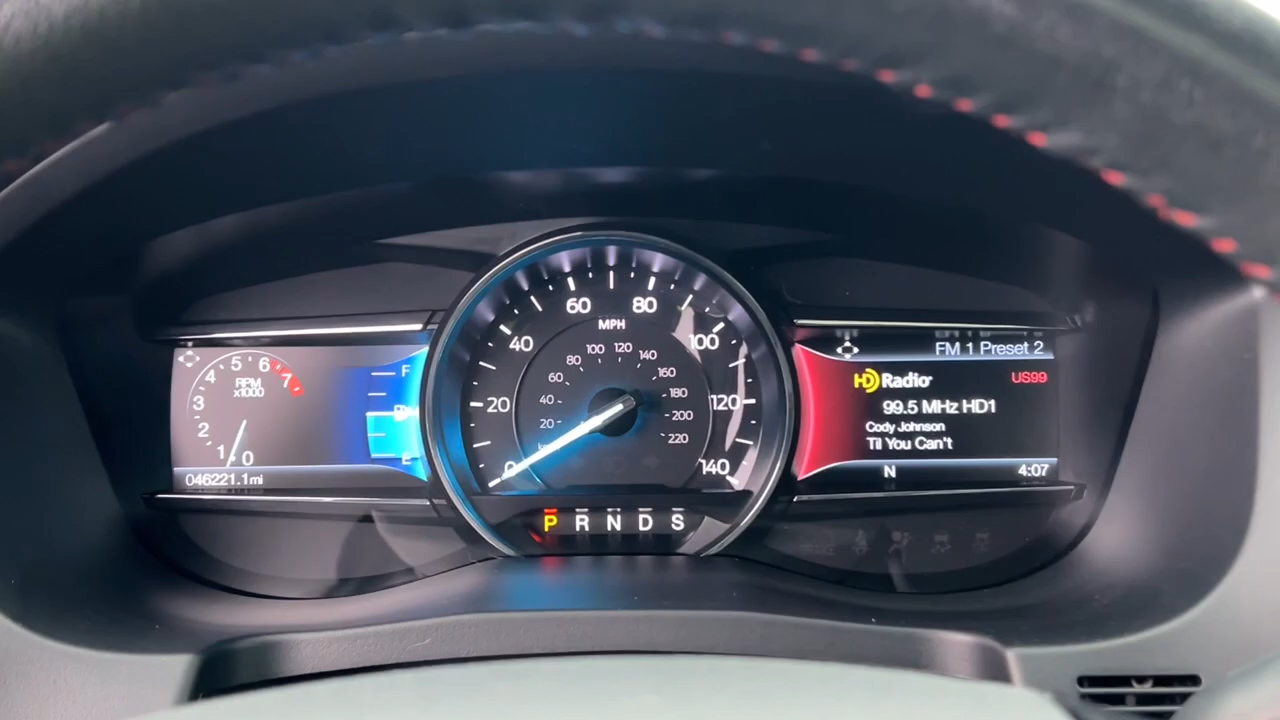 5
6
4
7
3
RPM
x1000
2
1
0
F
E
046221.1mi
60
80
MPH
40
100
20
120
0
140
100
120
80
140
60
160
40
180
20
200
220
P R N D S
FM 1 Preset 2
HD Radio
US99
99.5 MHz HD1
Cody Johnson
Til You Can't
N
4:07